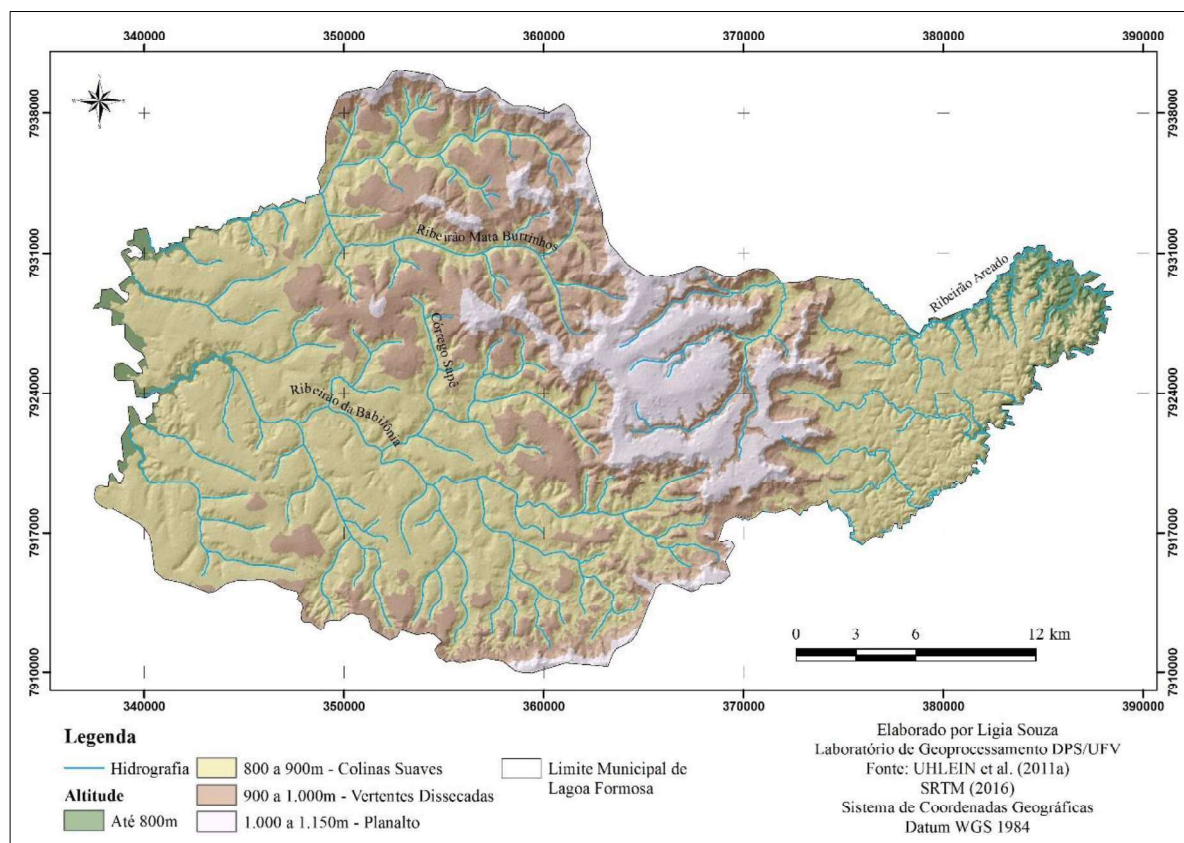 340000 350000 360000 370000 380000 390000
7938000 7938000
Ribeirão Mata Burrinhos
7931000 7931000
Ribeirão Areado
Córrego Sapê
Ribeirão da Babilônia
7924000 7924000
7917000 7917000
0 3 6 12 km
7910000 7910000
340000 350000 360000 370000 380000 390000
Legenda
Hidrografia
Altitude
Até 800m
800 a 900m - Colinas Suaves
900 a 1.000m - Vertentes Dissecadas
1.000 a 1.150m - Planalto
Limite Municipal de
Lagoa Formosa
Elaborado por Ligia Souza
Laboratório de Geoprocessamento DPS/UFV
Fonte: UHLEIN et al. (2011a)
SRTM (2016)
Sistema de Coordenadas Geográficas
Datum WGS 1984